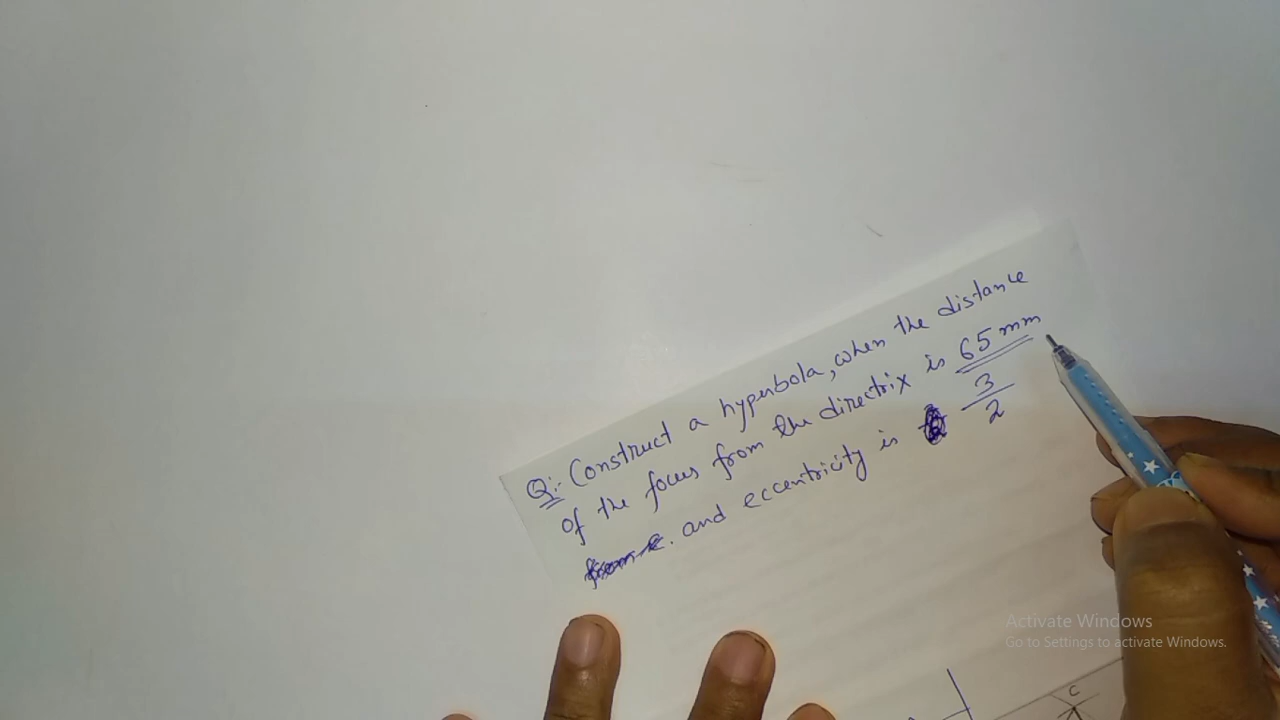 Q:- Construct a hyperbola, when the distance
of the focus from the directrix is 65 mm
and eccentricity is 3/2
Activate Windows
Go to Settings to activate Windows.
C